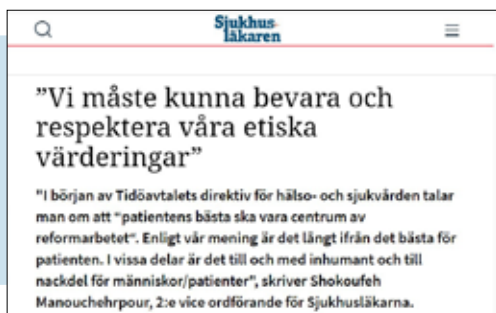 Sjukhus
läkaren
”Vi måste kunna bevara och
respektera våra etiska
värderingar”
"I början av Tidöavtalets direktiv för hälso- och sjukvården talar
man om att “patientens bästa ska vara centrum av
reformarbetet“. Enligt vår mening är det långt ifrån det bästa för
patienten. I vissa delar är det till och med inhumant och till
nackdel för människor/patienter”, skriver Shokoufeh
Manouchehrpour, 2:e vice ordförande för Sjukhusläkarna.